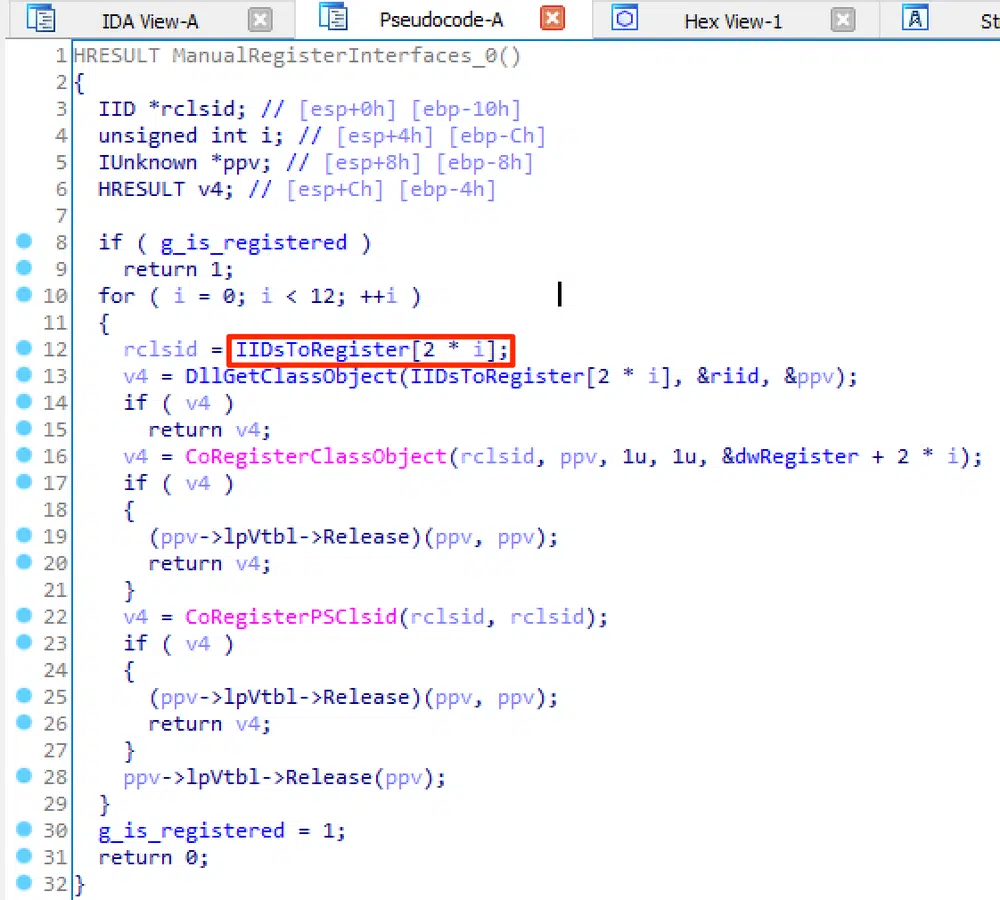 IDA View-A Pseudocode-A Hex View-1 St
1 HRESULT ManualRegisterInterfaces_0()
2 {
3   IID *rclsid; // [esp+0h] [ebp-10h]
4   unsigned int i; // [esp+4h] [ebp-Ch]
5   IUnknown *ppv; // [esp+8h] [ebp-8h]
6   HRESULT v4; // [esp+Ch] [ebp-4h]
7
8   if ( g_is_registered )
9     return 1;
10   for ( i = 0; i < 12; ++i )
11   {
12     rclsid = IIDsToRegister[2 * i];
13     v4 = DllGetClassObject(IIDsToRegister[2 * i], &riid, &ppv);
14     if ( v4 )
15       return v4;
16     v4 = CoRegisterClassObject(rclsid, ppv, 1u, 1u, &dwRegister + 2 * i);
17     if ( v4 )
18     {
19       (ppv->lpVtbl->Release)(ppv, ppv);
20       return v4;
21     }
22     v4 = CoRegisterPSClsid(rclsid, rclsid);
23     if ( v4 )
24     {
25       (ppv->lpVtbl->Release)(ppv, ppv);
26       return v4;
27     }
28     ppv->lpVtbl->Release(ppv);
29   }
30   g_is_registered = 1;
31   return 0;
32 }